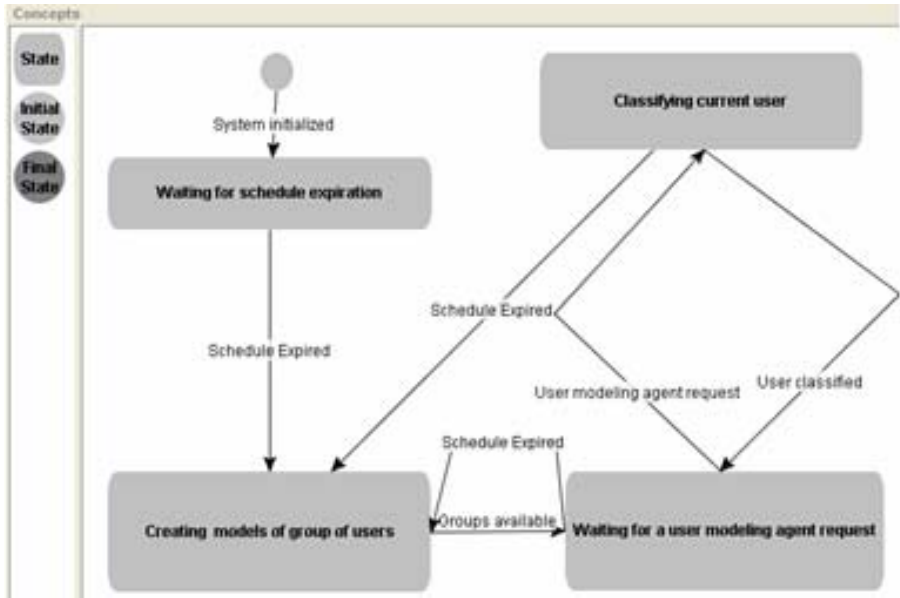 Concepts
State
Initial
State
Final
State
System initialized
Classifying current user
Waiting for schedule expiration
Schedule Expired
Schedule Expired
User modeling agent request
User classified
Schedule Expired
Groups available
Creating models of group of users
Waiting for a user modeling agent request